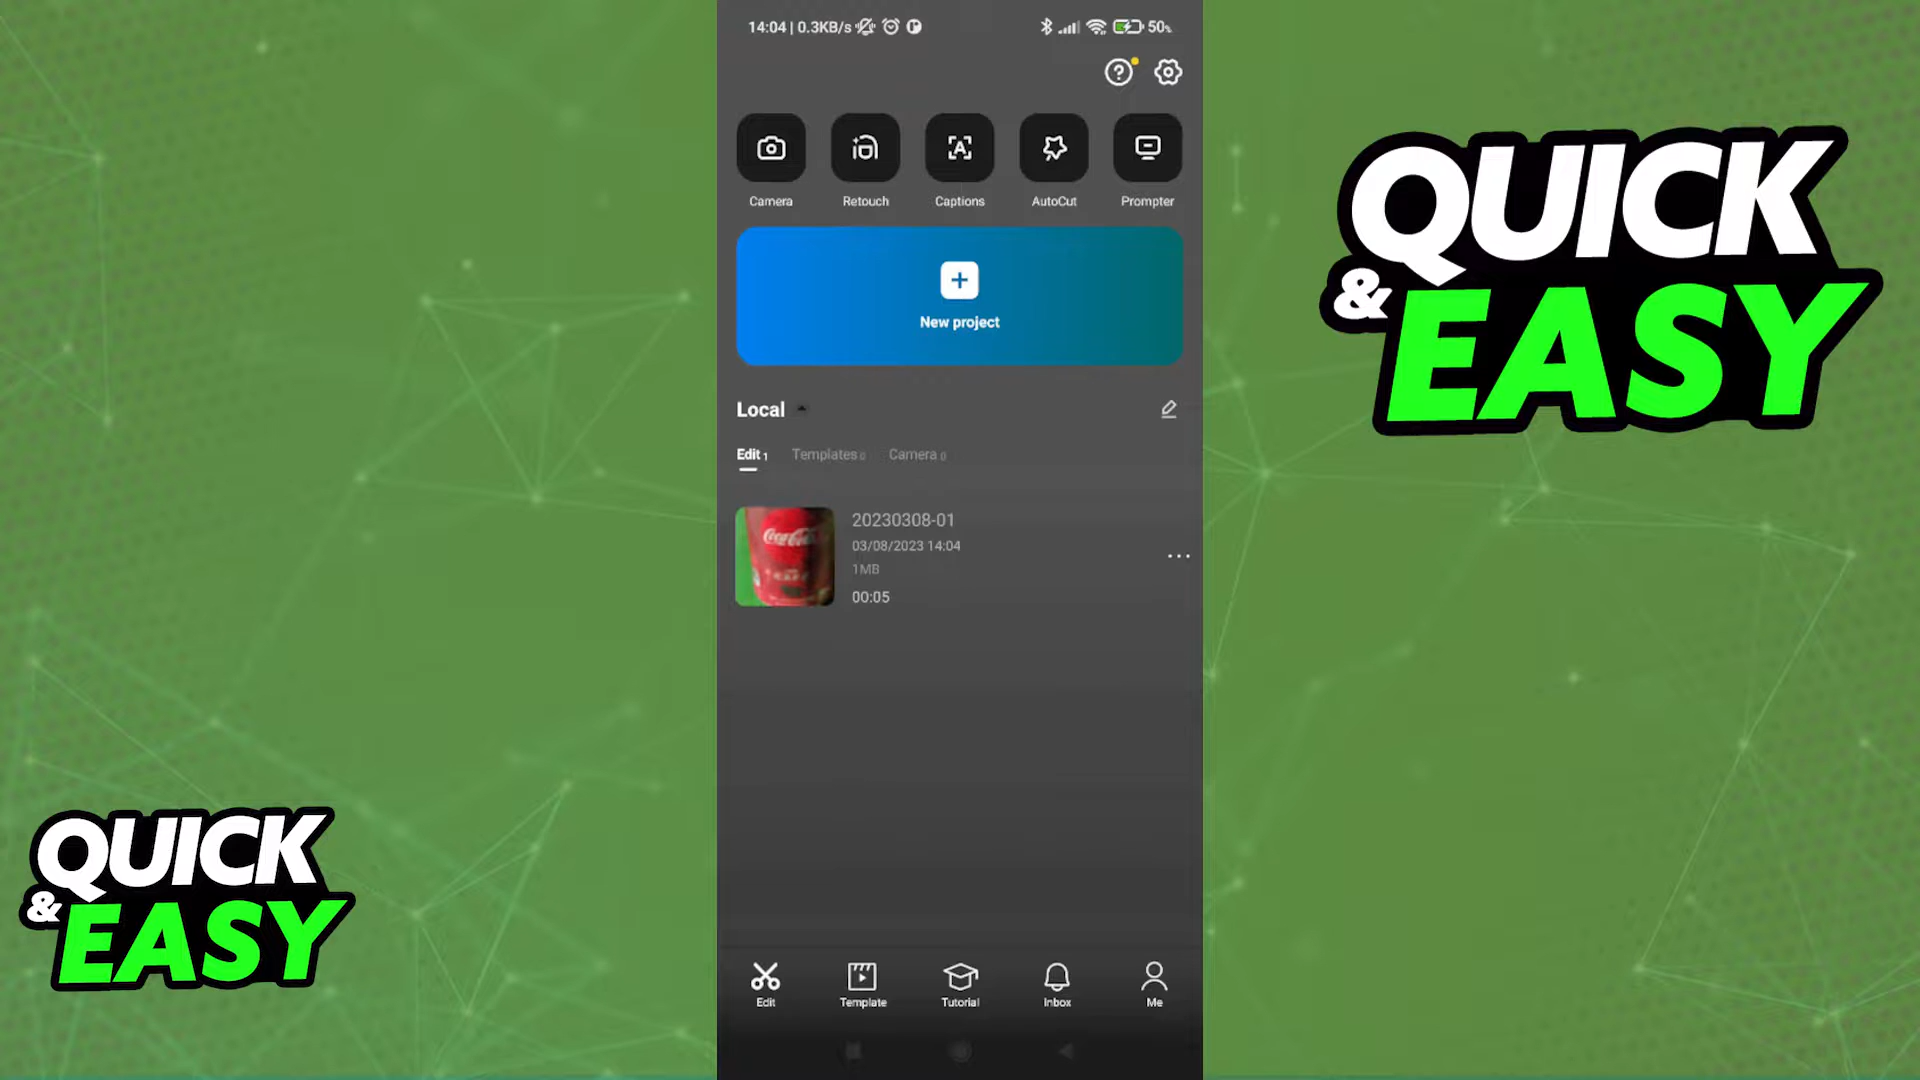 14:04 | 0.3KB/s
50%
Camera
Retouch
Captions
AutoCut
Prompter
New project
Local
Edit 1
Templates 0
Camera 0
Coca-Cola
20230308-01
03/08/2023 14:04
1MB
00:05
Edit
Template
Tutorial
Inbox
Me
QUICK
& EASY
QUICK
& EASY